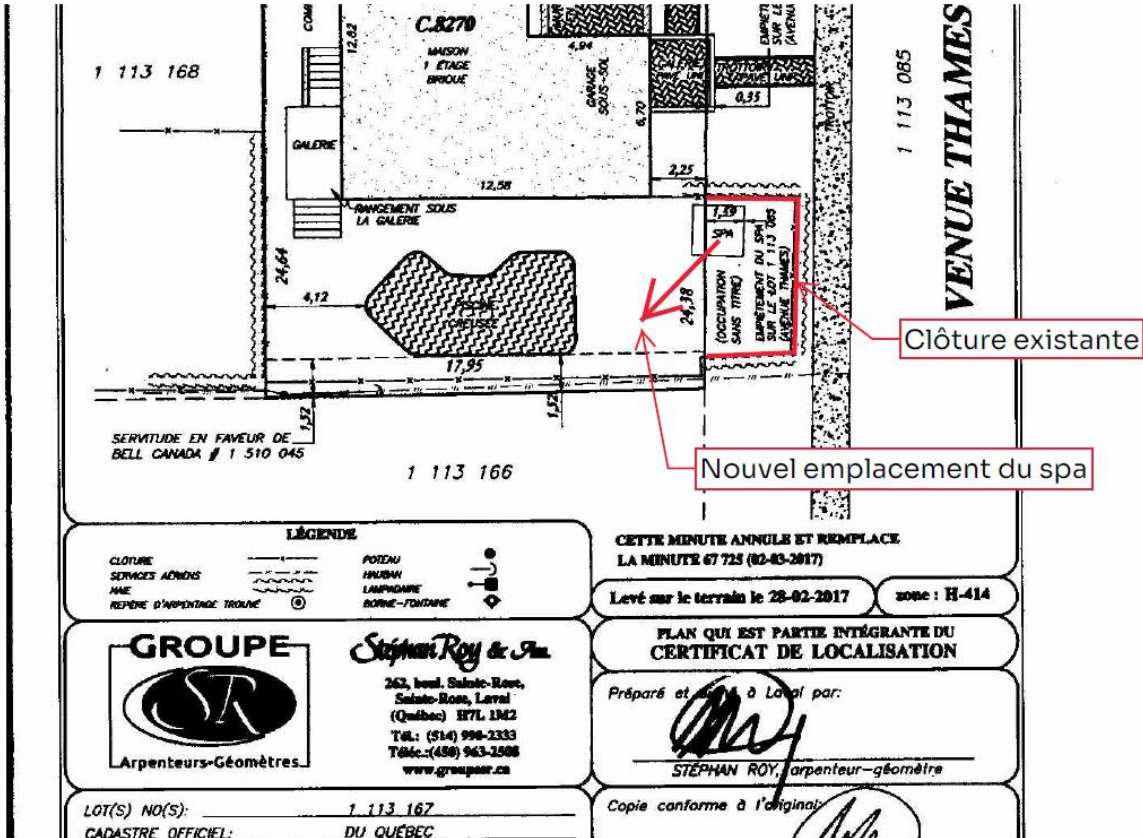 C.8270
MAISON
1 ÉTAGE
BRIQUE
12,82
4,94
GARAGE
SOUS-SOL
6,70
0,35
TROTTOIR
1 113 168
1 113 085
VENUE THAMES
GALERIE
12,58
2,25
RANGEMENT SOUS
LA GALERIE
24,64
4,12
1,39
SPA
(OCCUPATION
SANS TITRE)
EMPIÈTEMENT DU SPA
SUR LE LOT 1 113 085
(AVENUE THAMES)
24,38
CREUSÉE
17,95
1,52
1,52
Clôture existante
Nouvel emplacement du spa
SERVITUDE EN FAVEUR DE
BELL CANADA # 1 510 045
1 113 166
LÉGENDE
CLÔTURE
SERVICES AÉRIENS
HAIE
REPÈRE D'ARPENTAGE TROUVÉ
POTEAU
HAUBAN
LAMPADAIRE
BORNE-FONTAINE
CETTE MINUTE ANNULE ET REMPLACE
LA MINUTE 67 725 (02-03-2017)
Levé sur le terrain le 28-02-2017
zone : H-414
GROUPE
SR
Arpenteurs-Géomètres
Stéphan Roy & Ass.
262, boul. Sainte-Rose,
Sainte-Rose, Laval
(Québec) H7L 1M2
Tél.: (514) 990-2333
Téléc.:(450) 963-2508
www.groupesr.ca
PLAN QUI EST PARTIE INTÉGRANTE DU
CERTIFICAT DE LOCALISATION
Préparé et signé à Laval par:
STÉPHAN ROY, arpenteur-géomètre
Copie conforme à l'original:
LOT(S) NO(S): 1 113 167
CADASTRE OFFICIEL: DU QUÉBEC